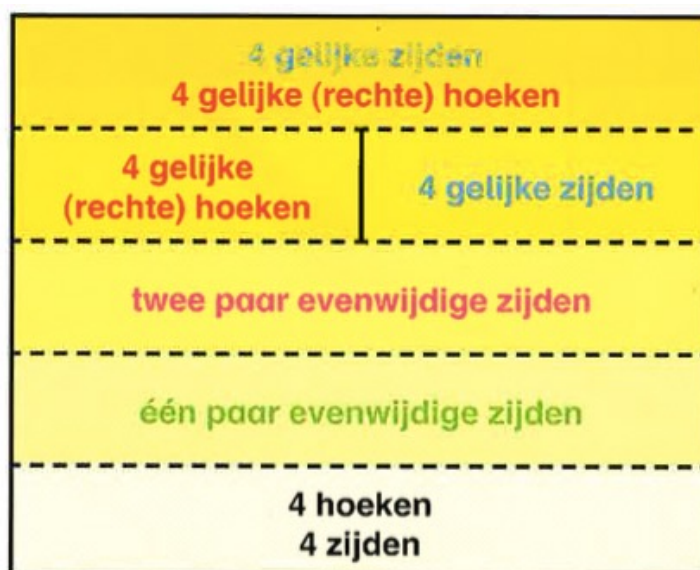 4 gelijke zijden
4 gelijke (rechte) hoeken
4 gelijke
(rechte) hoeken
4 gelijke zijden
twee paar evenwijdige zijden
één paar evenwijdige zijden
4 hoeken
4 zijden